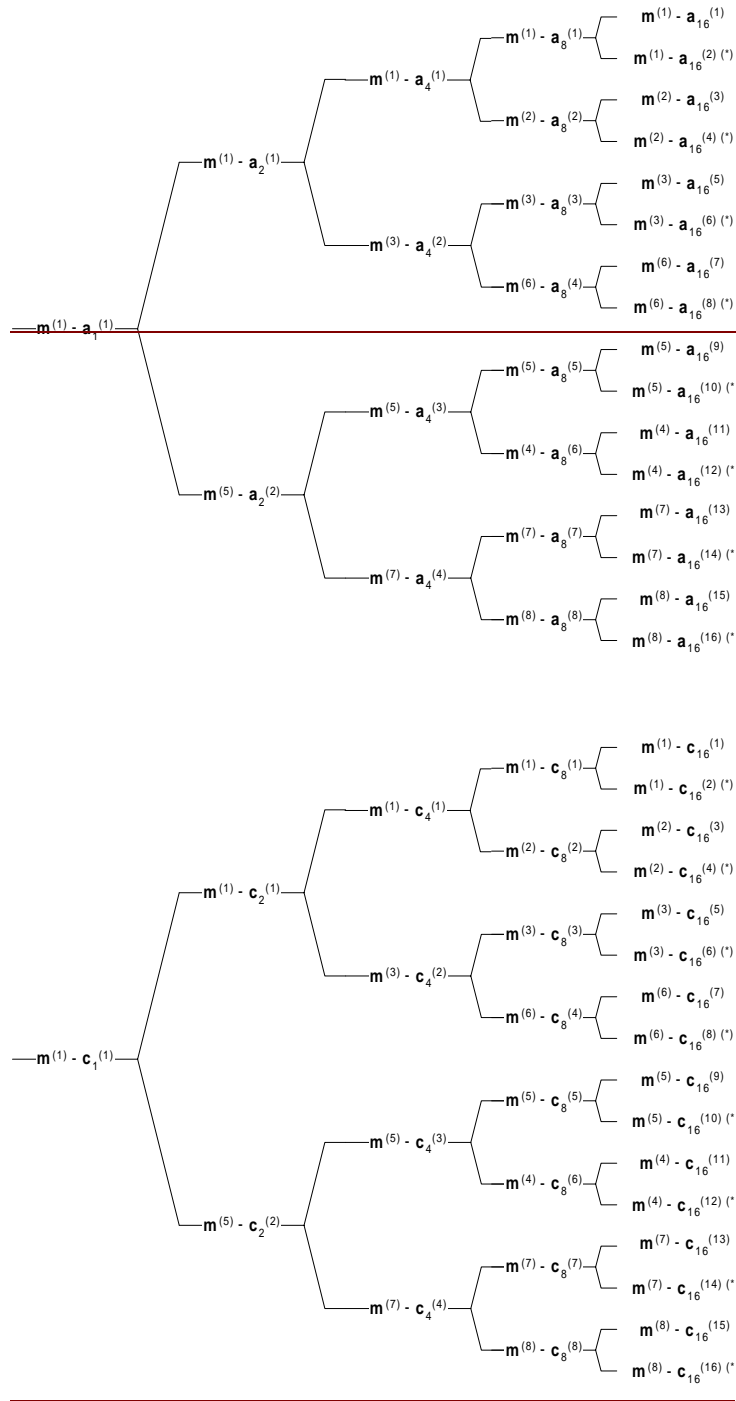 m(1) - a16(1)
m(1) - a8(1)
m(1) - a16(2) (*)
m(1) - a4(1)
m(2) - a16(3)
m(2) - a8(2)
m(2) - a16(4) (*)
m(1) - a2(1)
m(3) - a16(5)
m(3) - a8(3)
m(3) - a16(6) (*)
m(3) - a4(2)
m(6) - a16(7)
m(6) - a8(4)
m(6) - a16(8) (*)
m(1) - a1(1)
m(5) - a16(9)
m(5) - a8(5)
m(5) - a16(10) (*
m(5) - a4(3)
m(4) - a16(11)
m(4) - a8(6)
m(4) - a16(12) (*
m(5) - a2(2)
m(7) - a16(13)
m(7) - a8(7)
m(7) - a16(14) (*
m(7) - a4(4)
m(8) - a16(15)
m(8) - a8(8)
m(8) - a16(16) (*
m(1) - c16(1)
m(1) - c8(1)
m(1) - c16(2) (*)
m(1) - c4(1)
m(2) - c16(3)
m(2) - c8(2)
m(2) - c16(4) (*)
m(1) - c2(1)
m(3) - c16(5)
m(3) - c8(3)
m(3) - c16(6) (*)
m(3) - c4(2)
m(6) - c16(7)
m(6) - c8(4)
m(6) - c16(8) (*)
m(1) - c1(1)
m(5) - c16(9)
m(5) - c8(5)
m(5) - c16(10) (*
m(5) - c4(3)
m(4) - c16(11)
m(4) - c8(6)
m(4) - c16(12) (*
m(5) - c2(2)
m(7) - c16(13)
m(7) - c8(7)
m(7) - c16(14) (*
m(7) - c4(4)
m(8) - c16(15)
m(8) - c8(8)
m(8) - c16(16) (*